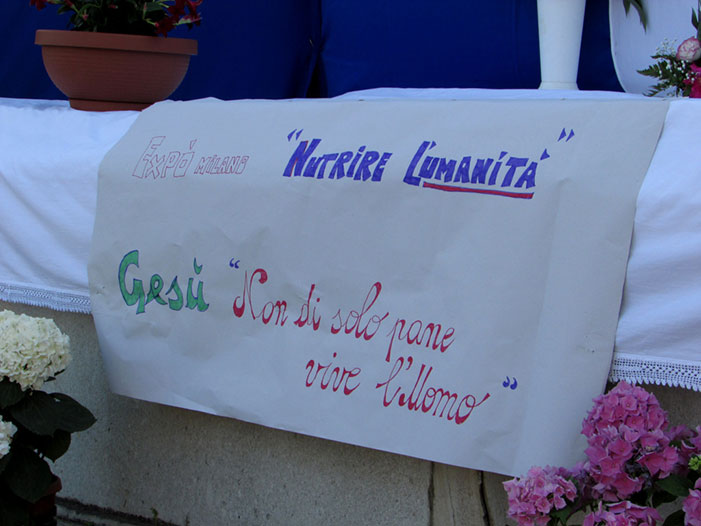 Expò MILANO "NUTRIRE L'UMANITÀ"
Gesù "Non di solo pane
vive l'Uomo"